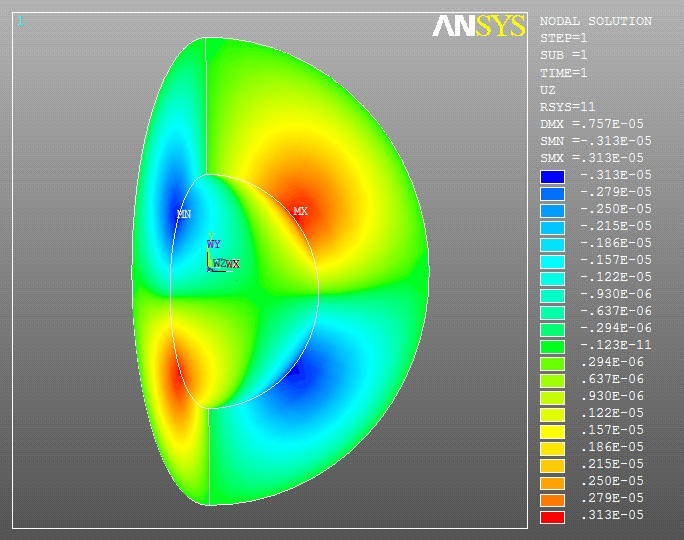 1
ANSYS
NODAL SOLUTION
STEP=1
SUB =1
TIME=1
UZ
RSYS=11
DMX =.757E-05
SMN =-.313E-05
SMX =.313E-05
-.313E-05
-.279E-05
-.250E-05
-.215E-05
-.186E-05
-.157E-05
-.122E-05
-.930E-06
-.637E-06
-.294E-06
-.123E-11
.294E-06
.637E-06
.930E-06
.122E-05
.157E-05
.186E-05
.215E-05
.250E-05
.279E-05
.313E-05
MN
MX
WY
WZ
WX